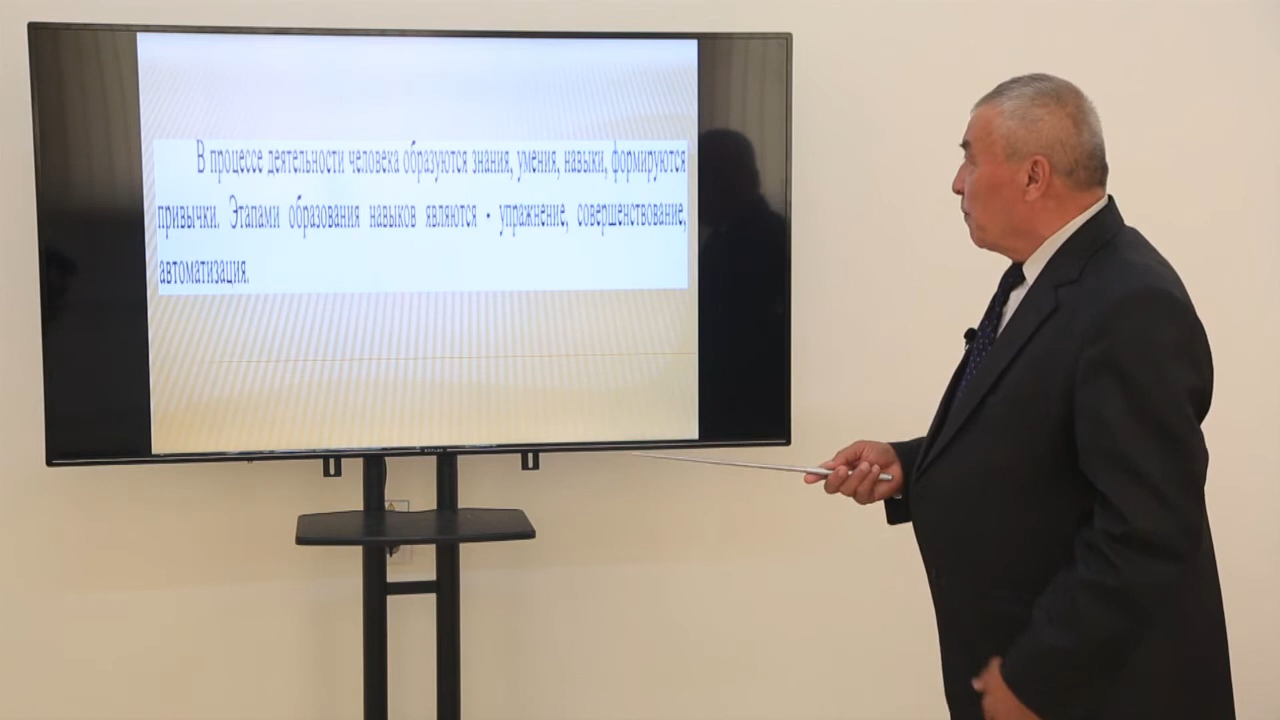 В процессе деятельности человека образуются знания, умения, навыки, формируются
привычки. Этапами образования навыков являются - упражнение, совершенствование,
автоматизация.